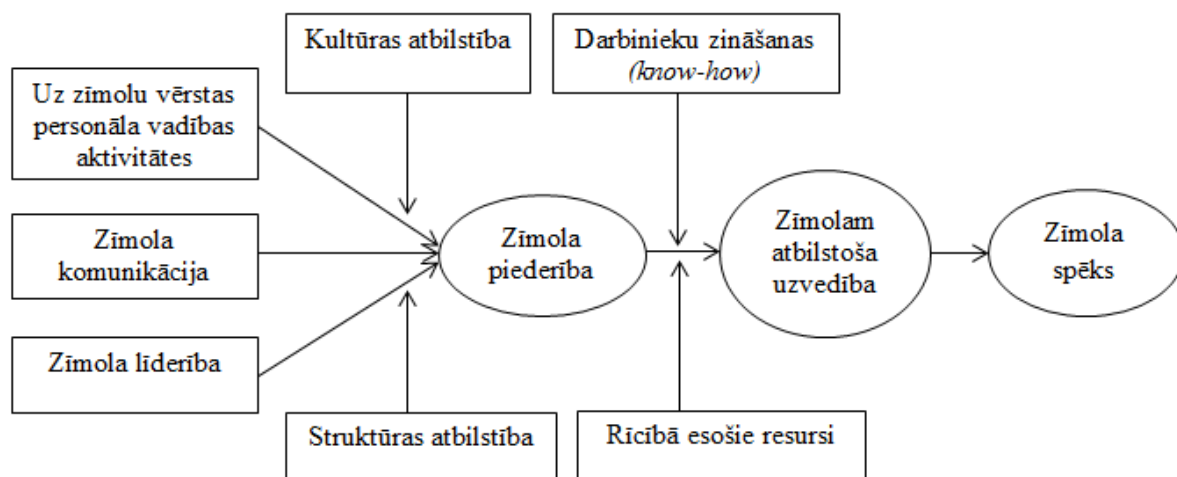 Kultūras atbilstība
Darbinieku zināšanas
(know-how)
Uz zīmolu vērstas
personāla vadības
aktivitātes
Zīmola
komunikācija
Zīmola līderība
Zīmola
piederība
Zīmolam
atbilstoša
uzvedība
Zīmola
spēks
Struktūras atbilstība
Rīcībā esošie resursi